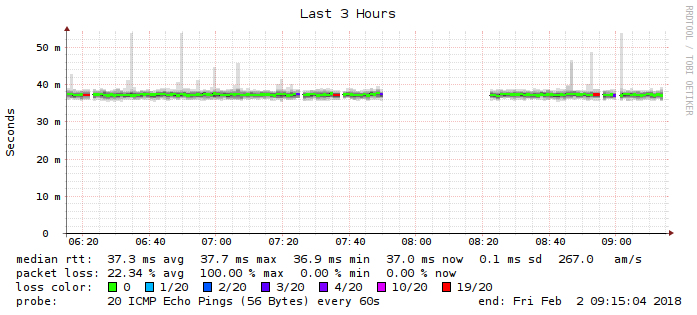 Last 3 Hours
RRDTOOL / TOBI OETIKER
Seconds
50 m
40 m
30 m
20 m
10 m
0
06:20 06:40 07:00 07:20 07:40 08:00 08:20 08:40 09:00
median rtt: 37.3 ms avg 37.7 ms max 36.9 ms min 37.0 ms now 0.1 ms sd 267.0 am/s
packet loss: 22.34 % avg 100.00 % max 0.00 % min 0.00 % now
loss color: 0 1/20 2/20 3/20 4/20 10/20 19/20
probe: 20 ICMP Echo Pings (56 Bytes) every 60s end: Fri Feb 2 09:15:04 2018